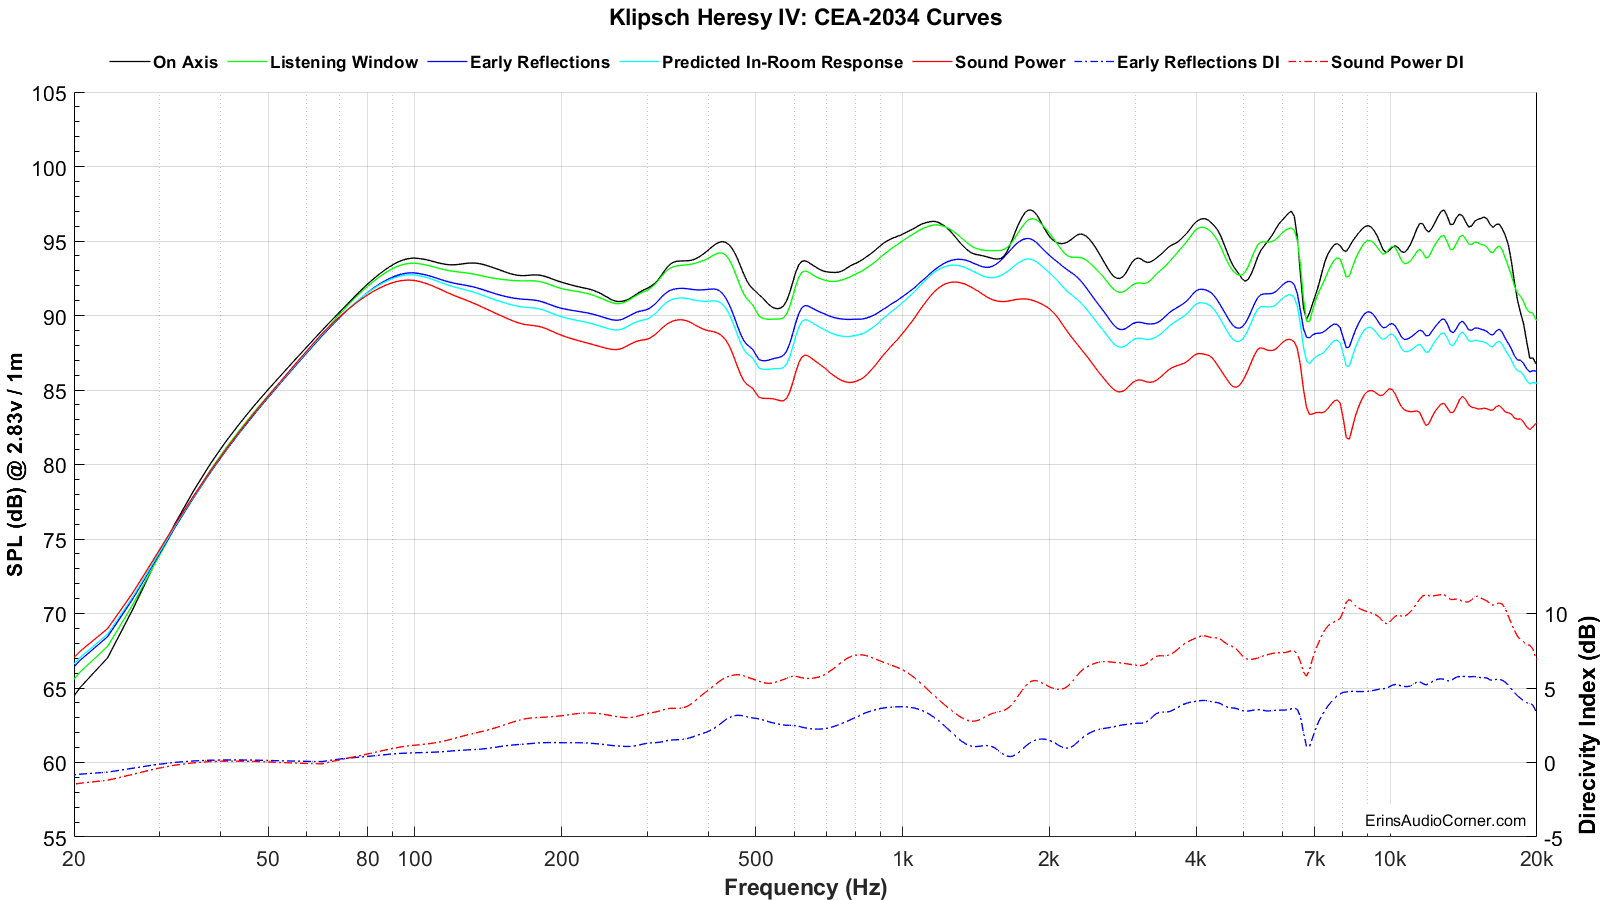 Klipsch Heresy IV: CEA-2034 Curves
On Axis Listening Window Early Reflections Predicted In-Room Response Sound Power Early Reflections DI Sound Power DI
105
100
95
90
85
80
75
70
65
60
55
SPL (dB) @ 2.83v / 1m
10
5
0
-5
Direcivity Index (dB)
ErinsAudioCorner.com
20 50 80 100 200 500 1k 2k 4k 7k 10k 20k
Frequency (Hz)